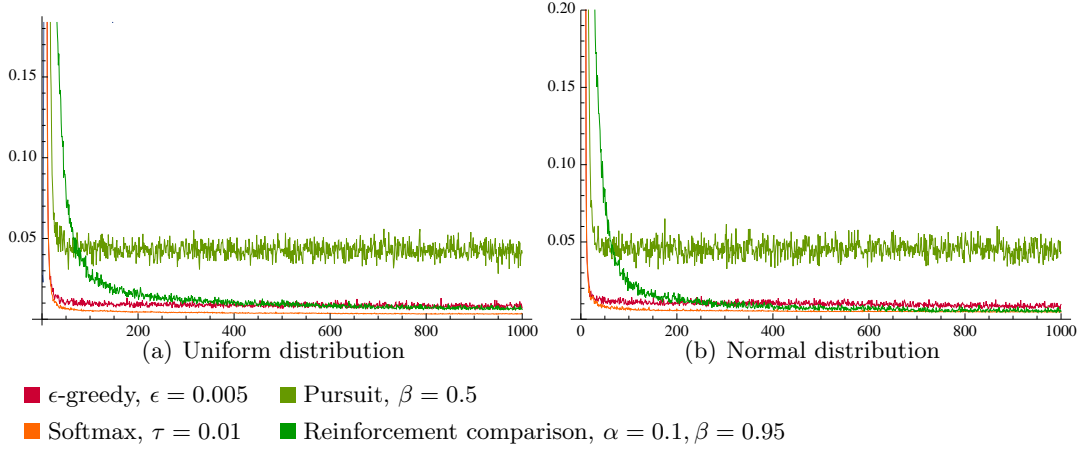 0.15
0.10
0.05
200 400 600 800 1000
(a) Uniform distribution
0.20
0.15
0.10
0.05
0 200 400 600 800 1000
(b) Normal distribution
ϵ-greedy, ϵ = 0.005
Pursuit, β = 0.5
Softmax, τ = 0.01
Reinforcement comparison, α = 0.1, β = 0.95